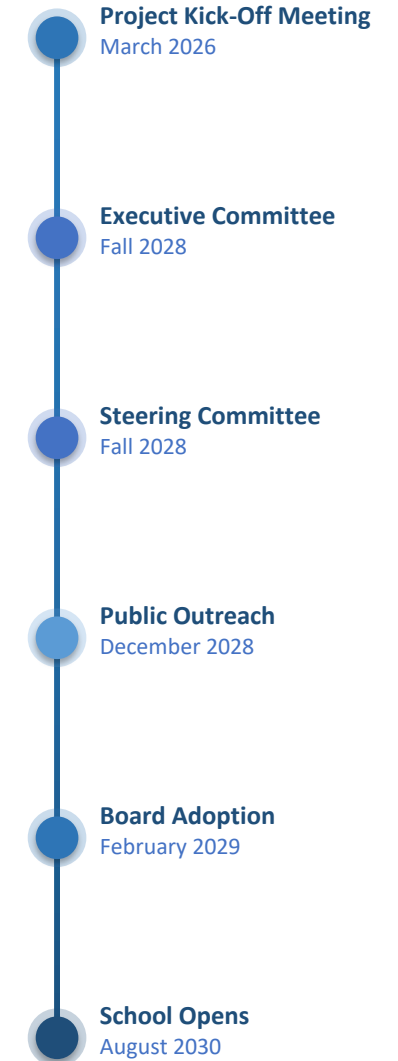 Project Kick-Off Meeting
March 2026
Executive Committee
Fall 2028
Steering Committee
Fall 2028
Public Outreach
December 2028
Board Adoption
February 2029
School Opens
August 2030